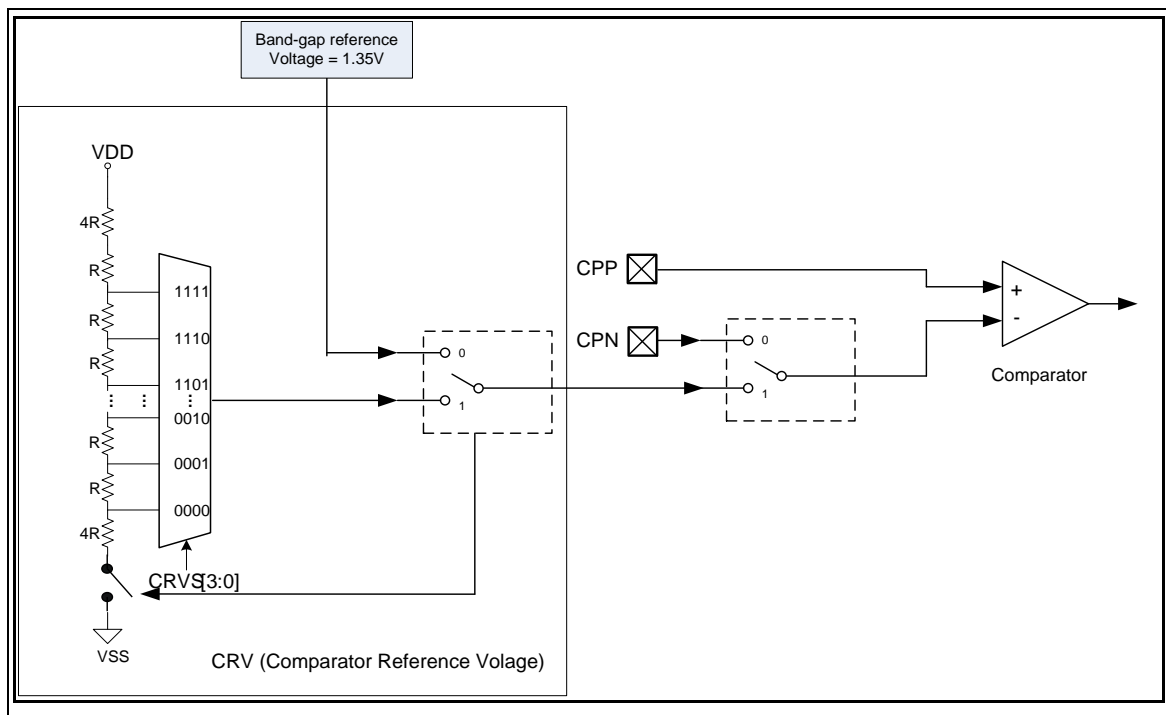 Band-gap reference
Voltage = 1.35V
VDD
4R
R
1111
R
1110
R
1101
⋮ ⋮ ⋮
0010
R
0001
R
0000
4R
CRVS[3:0]
VSS
CRV (Comparator Reference Volage)
0
1
CPP
CPN
0
1
+
-
Comparator